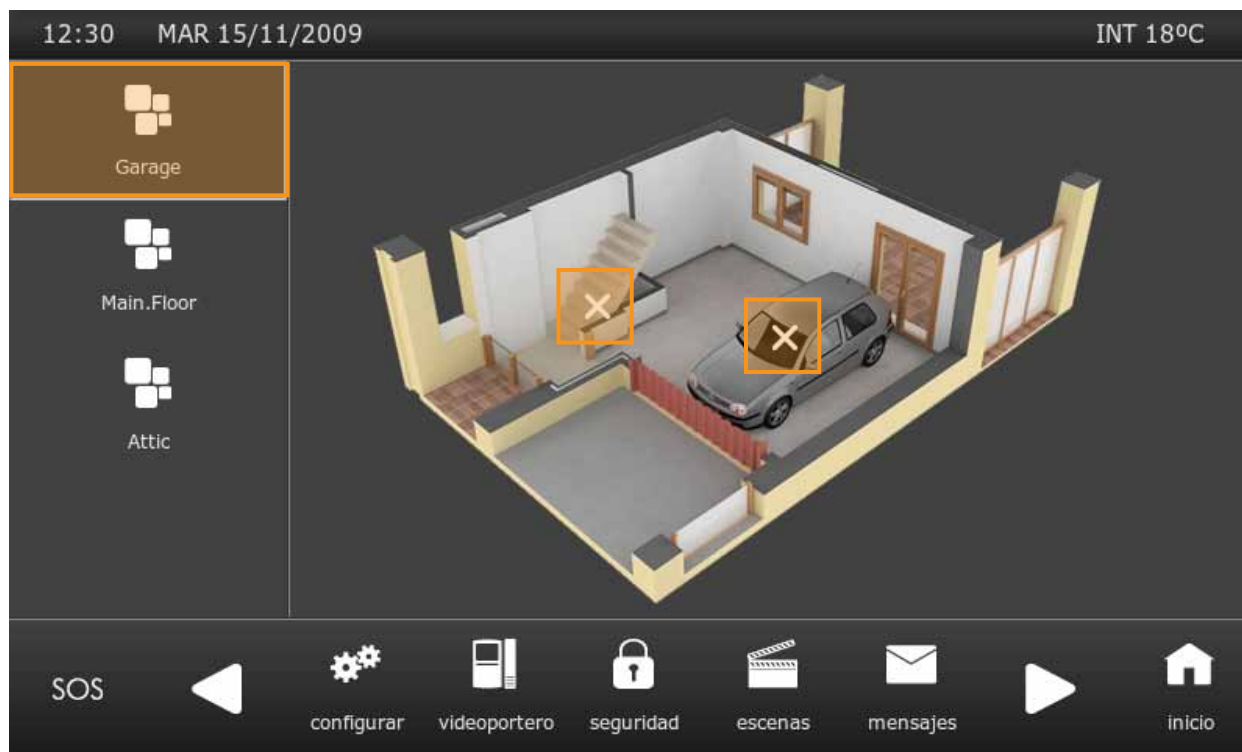 12:30 MAR 15/11/2009 INT 18ºC
Garage
Main.Floor
Attic
SOS
configurar videoportero seguridad escenas mensajes inicio